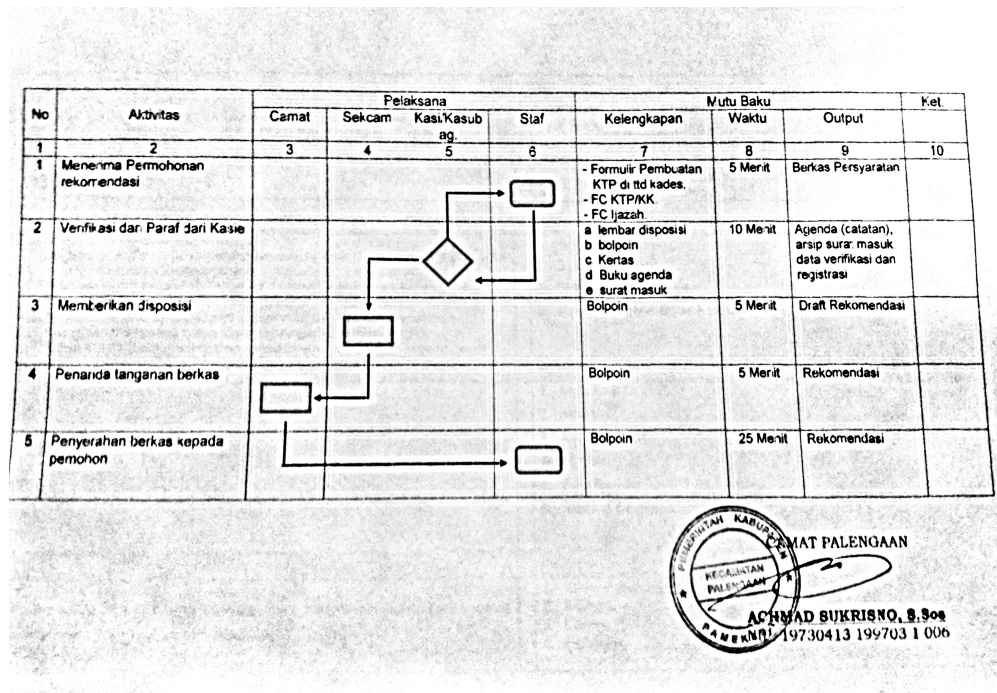 No
Aktivitas
Pelaksana
Mutu Baku
Ket.
Camat
Sekcam
Kasi/Kasub
ag.
Staf
Kelengkapan
Waktu
Output
1 2 3 4 5 6 7 8 9 10
1
Menerima Permohonan
rekomendasi
- Formulir Pembuatan
KTP di ttd kades.
- FC KTP/KK
- FC Ijazah
5 Menit
Berkas Persyaratan
2
Verifikasi dan Paraf dari Kasie
a lembar disposisi
b bolpoin
c Kertas
d Buku agenda
e surat masuk
10 Menit
Agenda (catatan),
arsip surat masuk
data verifikasi dan
registrasi
3
Memberikan disposisi
Bolpoin
5 Menit
Draft Rekomendasi
4
Penanda tanganan berkas
Bolpoin
5 Menit
Rekomendasi
5
Penyerahan berkas kepada
pemohon
Bolpoin
25 Menit
Rekomendasi
CAMAT PALENGAAN
PEMERINTAH KABUPATEN
KECAMATAN
PALENGAAN
PAMEKASAN
ACHMAD SUKRISNO, S.Sos
NIP. 19730413 199703 1 006